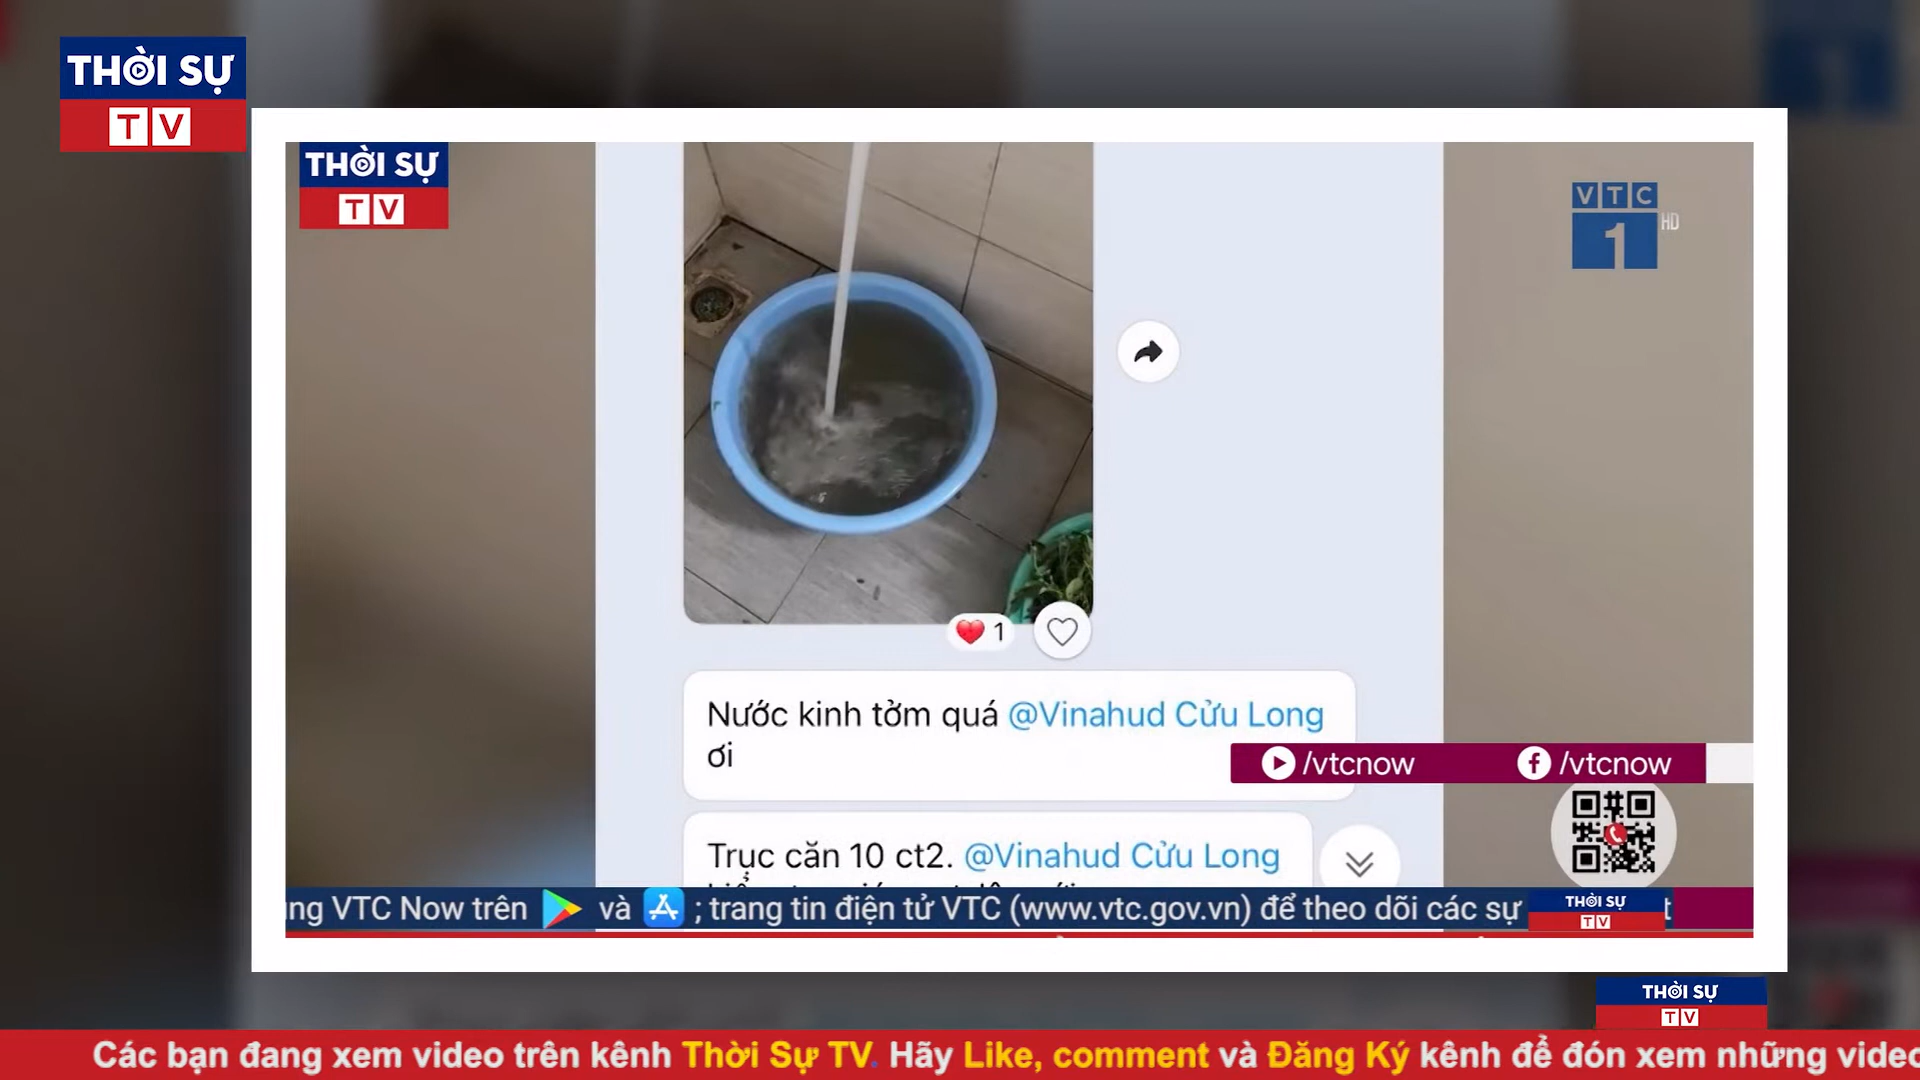 THỜI SỰ
TV
THỜI SỰ
TV
VTC
1 HD
1
Nước kinh tởm quá @Vinahud Cửu Long
ơi
/vtcnow /vtcnow
Trục căn 10 ct2. @Vinahud Cửu Long
ng VTC Now trên và ; trang tin điện tử VTC (www.vtc.gov.vn) để theo dõi các sự
THỜI SỰ
TV
t
THỜI SỰ
TV
Các bạn đang xem video trên kênh Thời Sự TV. Hãy Like, comment và Đăng Ký kênh để đón xem những video